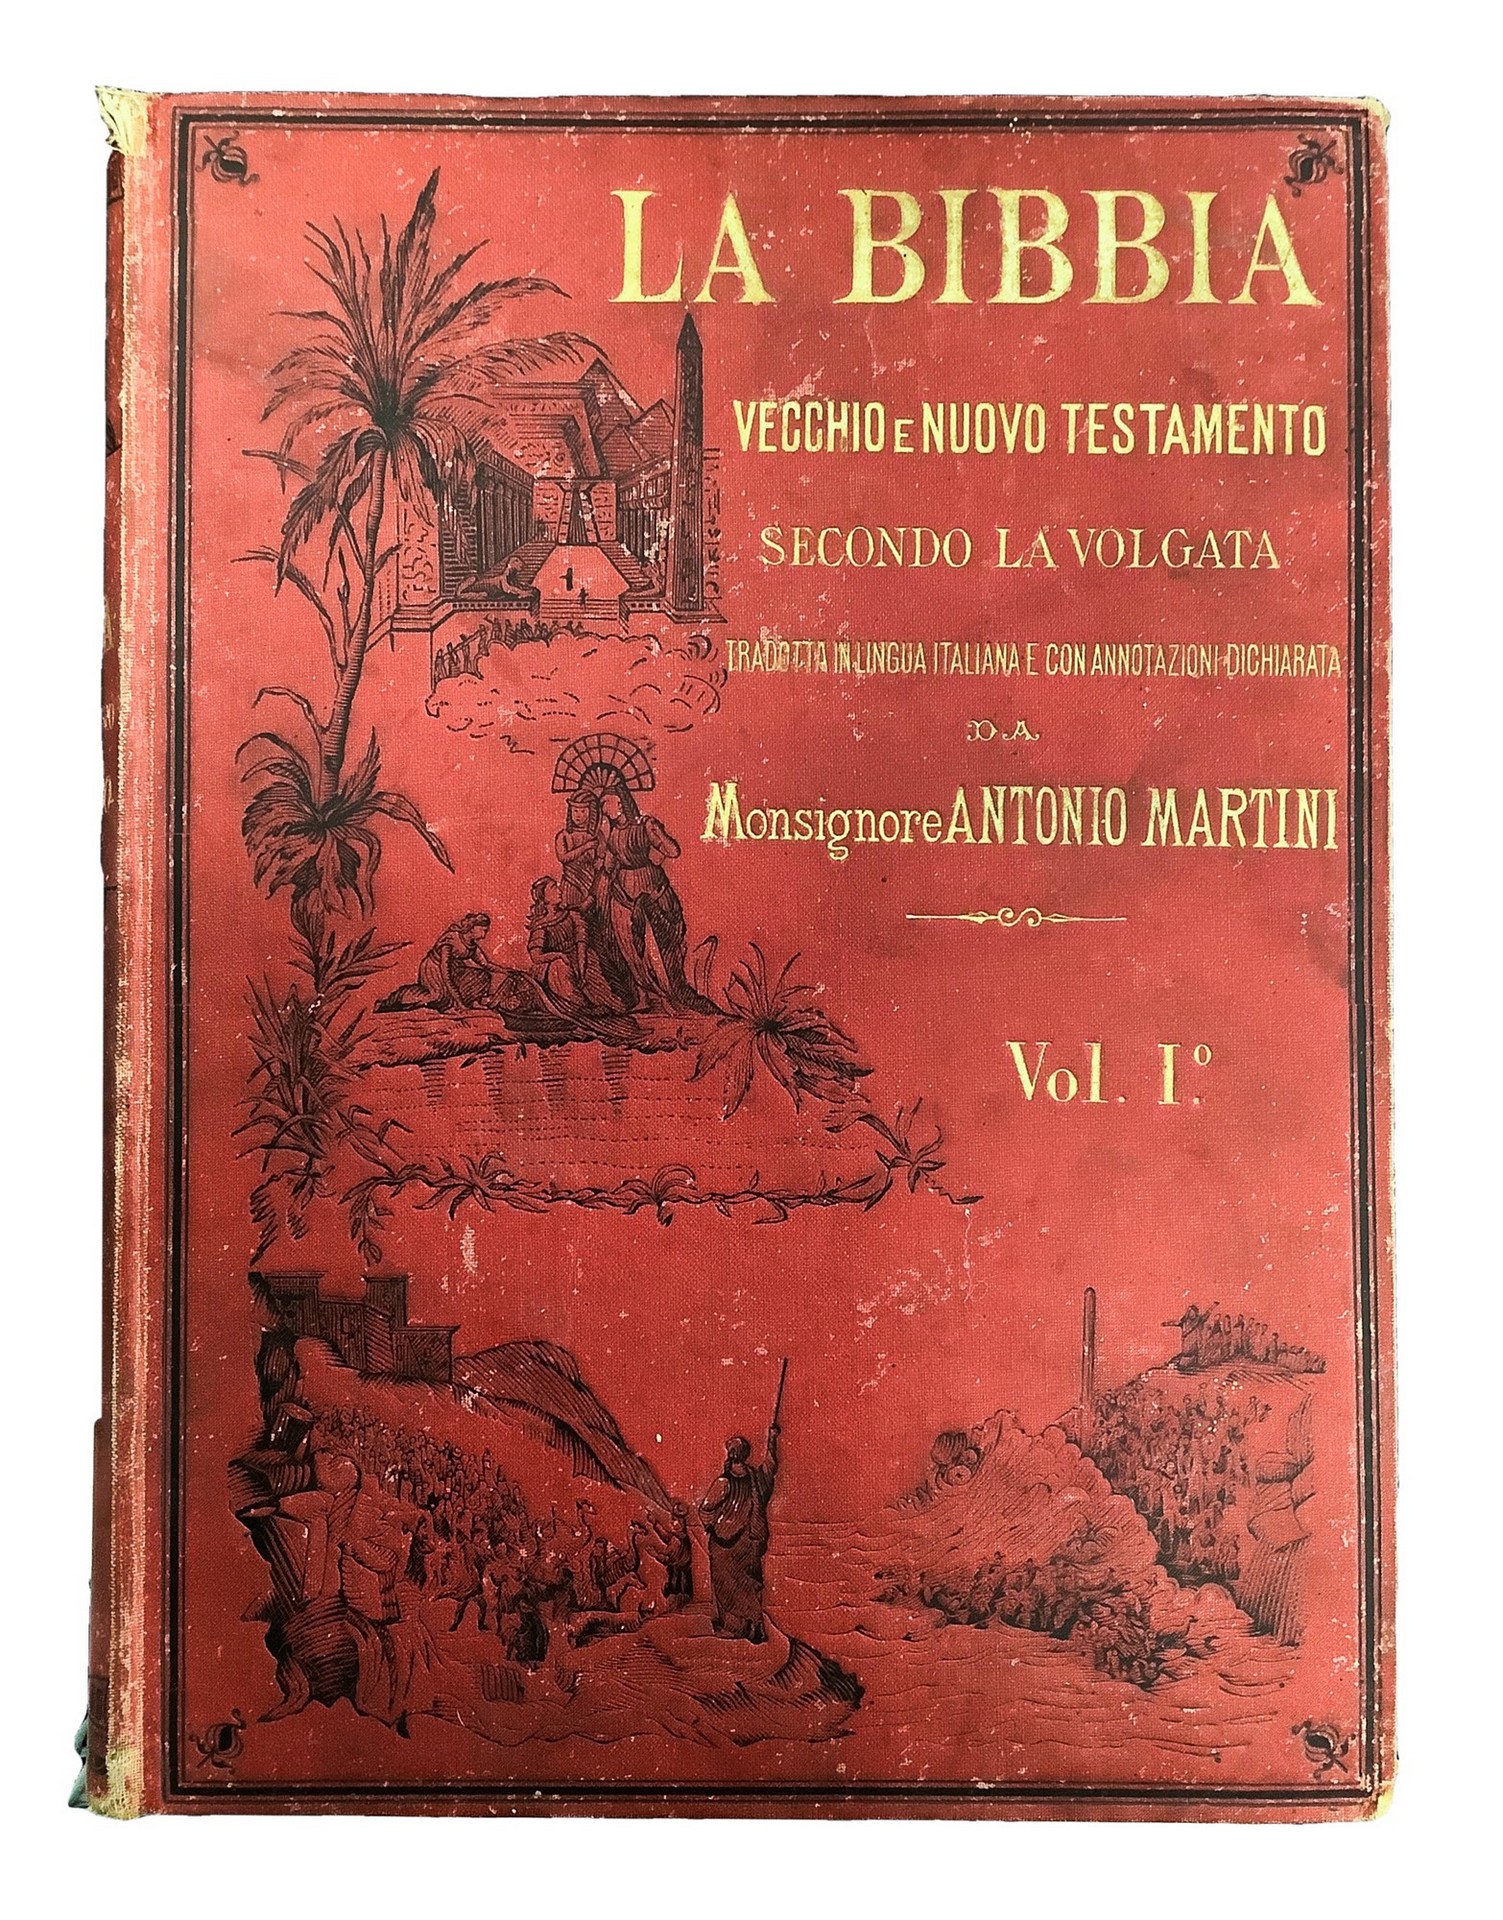 LA BIBBIA
VECCHIO E NUOVO TESTAMENTO
SECONDO LA VOLGATA
TRADOTTA IN LINGUA ITALIANA E CON ANNOTAZIONI DICHIARATA
DA
Monsignore ANTONIO MARTINI
Vol. Iº.